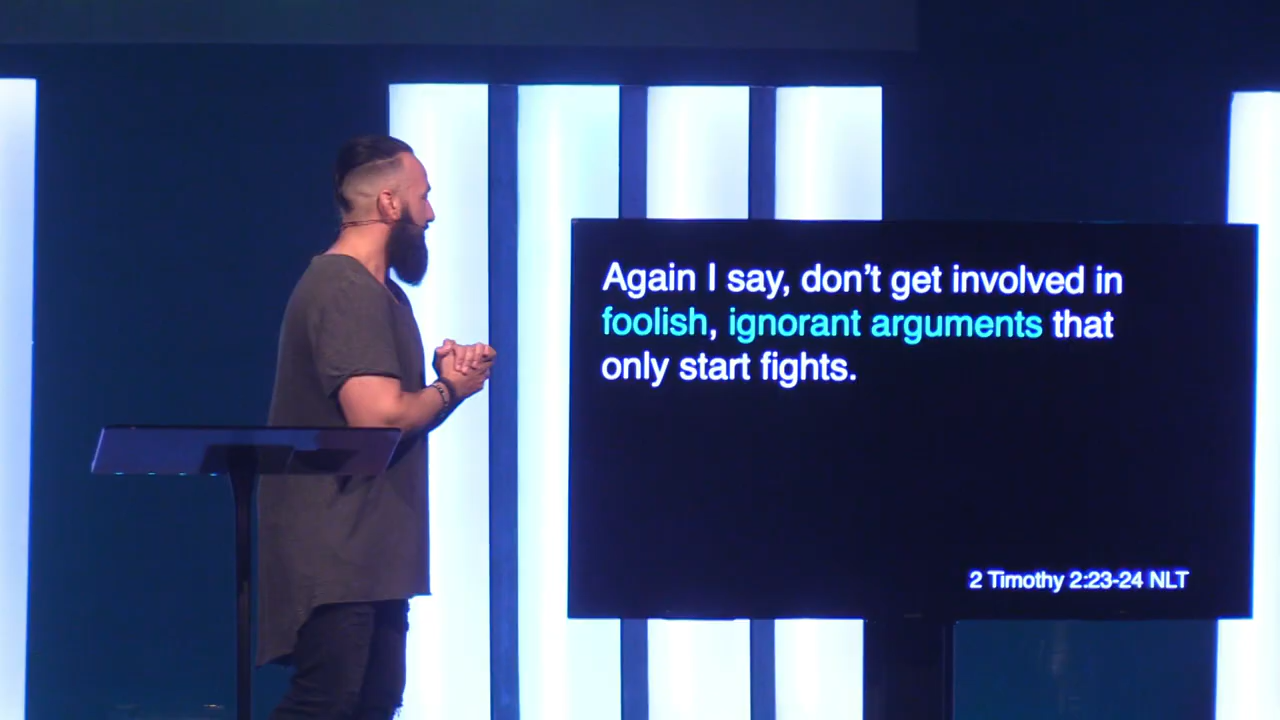 Again I say, don’t get involved in
foolish, ignorant arguments that
only start fights.
2 Timothy 2:23-24 NLT